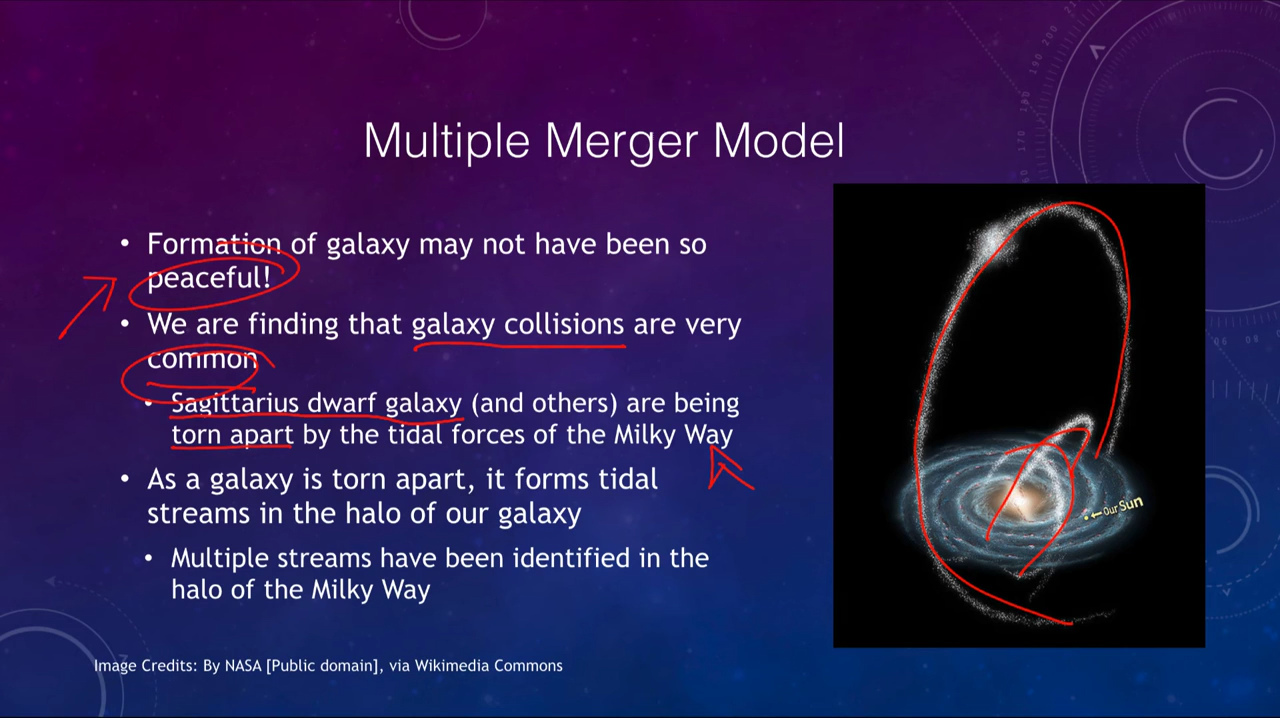 Multiple Merger Model
• Formation of galaxy may not have been so
peaceful!
• We are finding that galaxy collisions are very
common
• Sagittarius dwarf galaxy (and others) are being
torn apart by the tidal forces of the Milky Way
• As a galaxy is torn apart, it forms tidal
streams in the halo of our galaxy
• Multiple streams have been identified in the
halo of the Milky Way
←Our Sun
Image Credits: By NASA [Public domain], via Wikimedia Commons
200
190
170